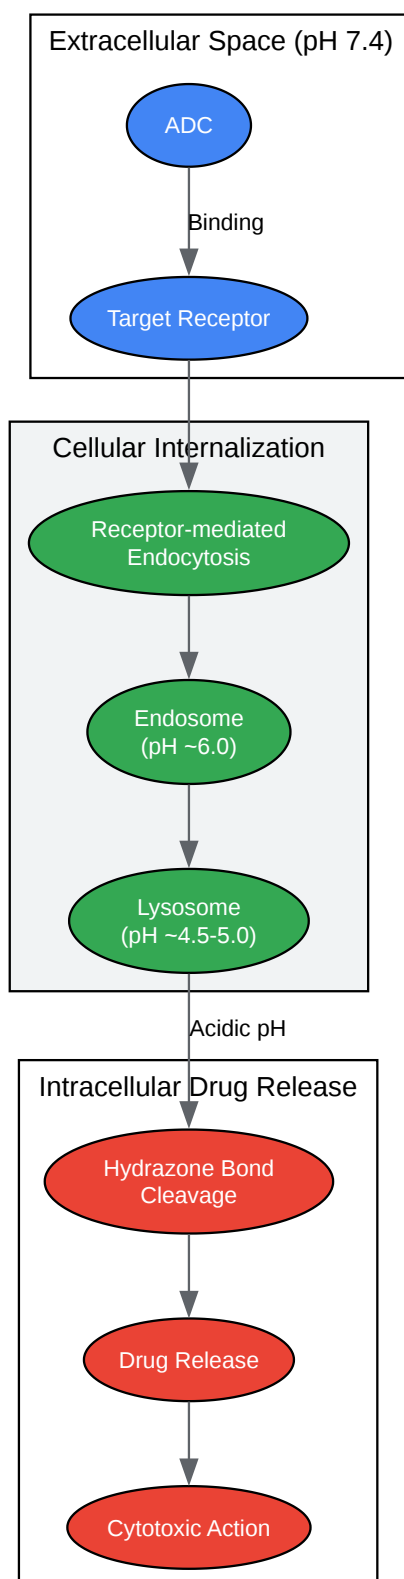 Extracellular Space (pH 7.4)
ADC
Binding
Target Receptor
Cellular Internalization
Receptor-mediated
Endocytosis
Endosome
(pH ~6.0)
Lysosome
(pH ~4.5-5.0)
Acidic pH
Intracellular Drug Release
Hydrazone Bond
Cleavage
Drug Release
Cytotoxic Action